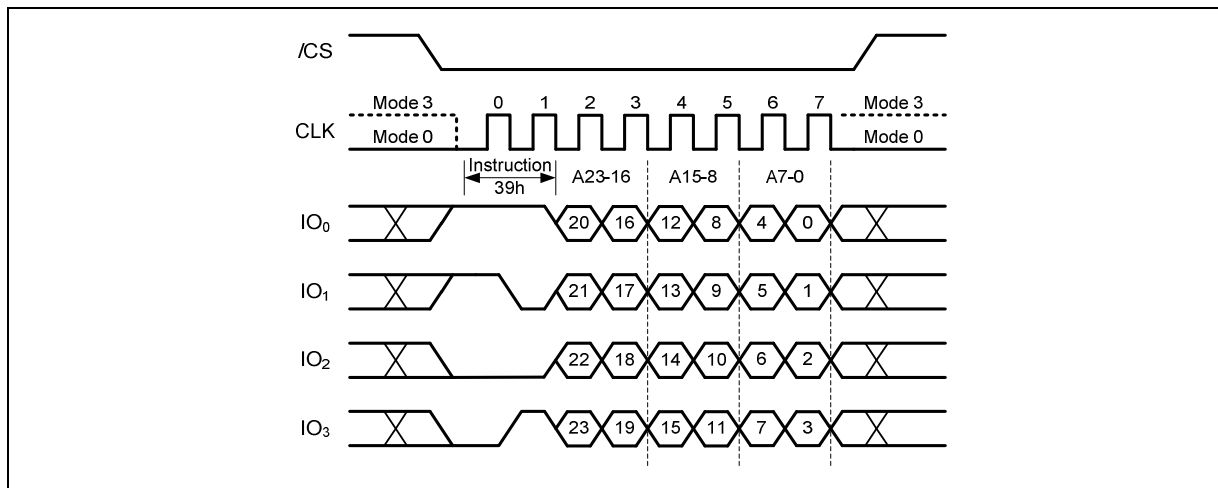 /CS
Mode 3 0 1 2 3 4 5 6 7 Mode 3
CLK
Mode 0 Mode 0
Instruction
39h
A23-16 A15-8 A7-0
IO₀ 20 16 12 8 4 0
IO₁ 21 17 13 9 5 1
IO₂ 22 18 14 10 6 2
IO₃ 23 19 15 11 7 3